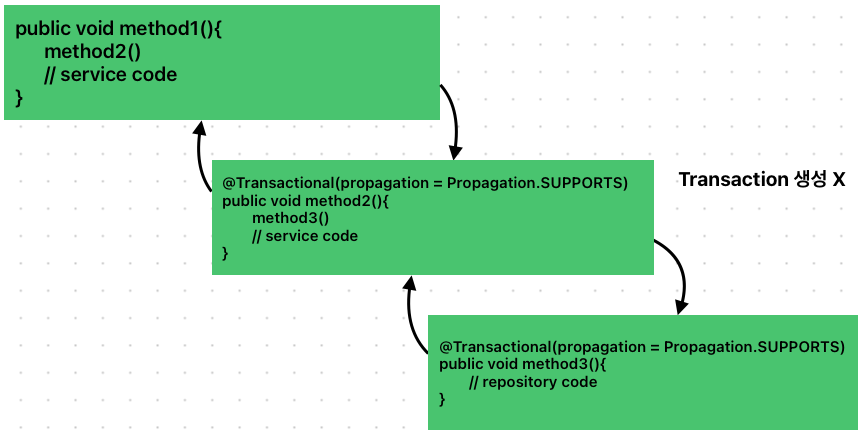 public void method1(){
method2()
// service code
}
@Transactional(propagation = Propagation.SUPPORTS)
public void method2(){
method3()
// service code
}
Transaction 생성 X
@Transactional(propagation = Propagation.SUPPORTS)
public void method3(){
// repository code
}